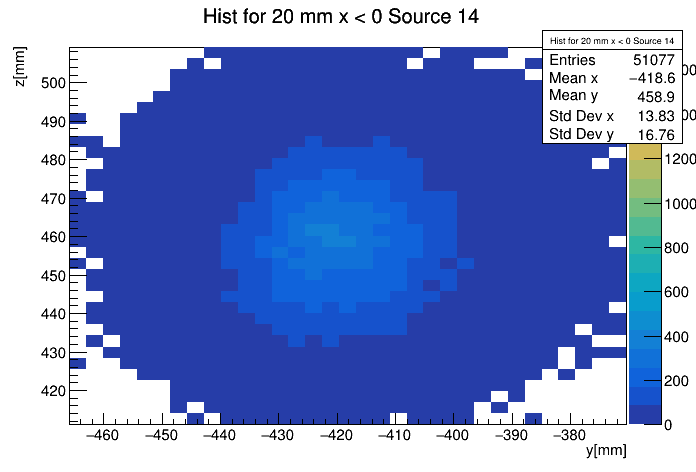 Hist for 20 mm x < 0 Source 14
z[mm]
Hist for 20 mm x < 0 Source 14
Entries 51077
Mean x −418.6
Mean y 458.9
Std Dev x 13.83
Std Dev y 16.76
500
490
480
470
460
450
440
430
420
1200
1000
800
600
400
200
0
−460 −450 −440 −430 −420 −410 −400 −390 −380
y[mm]